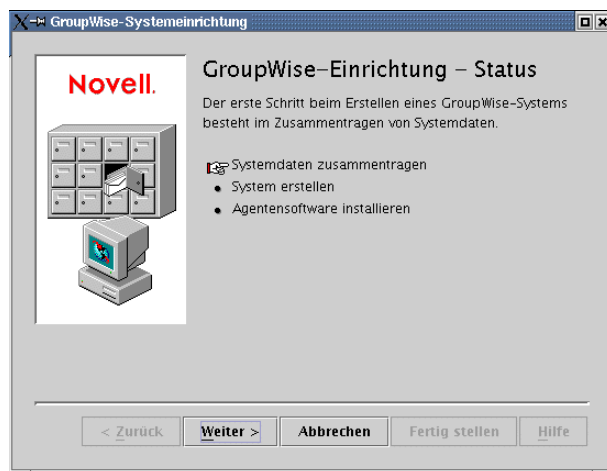 GroupWise-Systemeinrichtung
Novell.
GroupWise-Einrichtung - Status
Der erste Schritt beim Erstellen eines GroupWise-Systems
besteht im Zusammentragen von Systemdaten.
Systemdaten zusammentragen
• System erstellen
• Agentensoftware installieren
< Zurück
Weiter >
Abbrechen
Fertig stellen
Hilfe